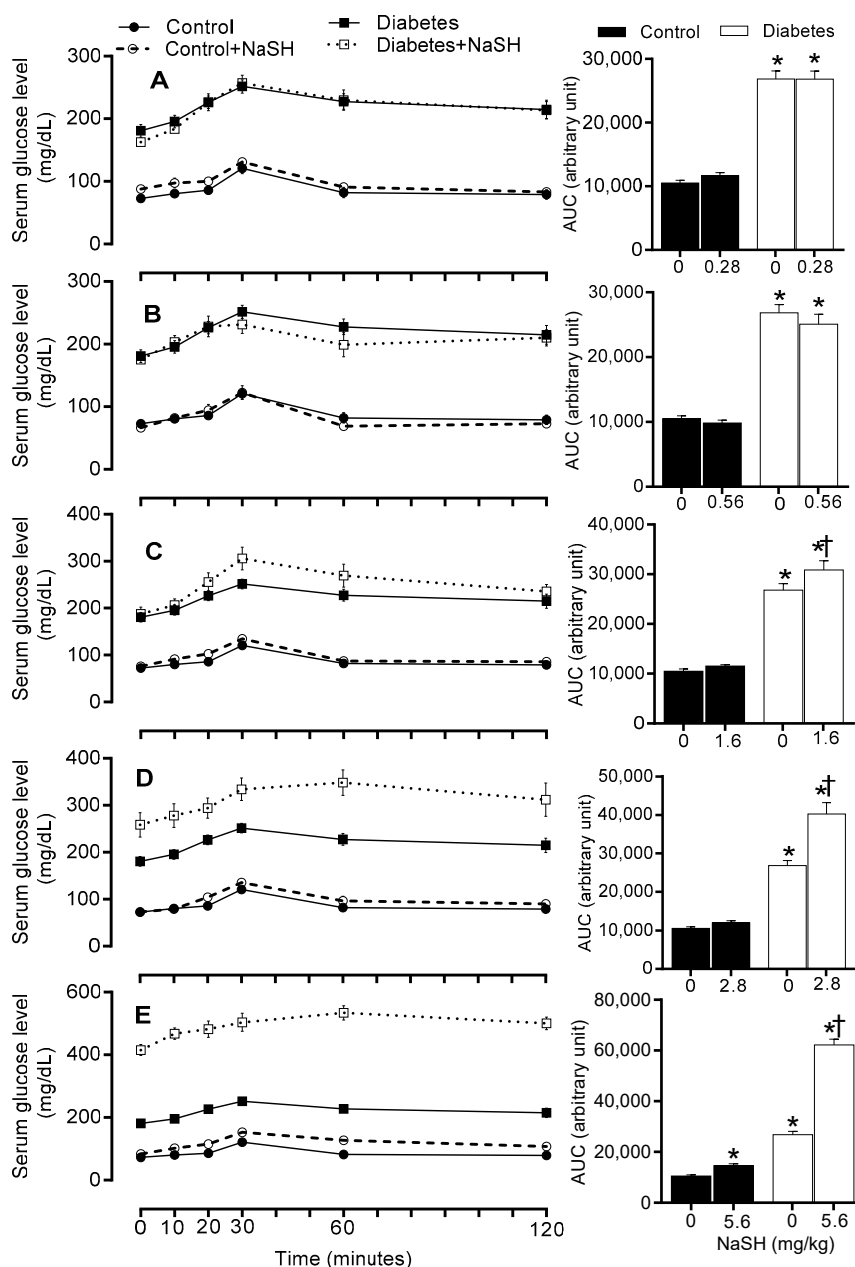 Control
Control+NaSH
Diabetes
Diabetes+NaSH
Control
Diabetes
A
Serum glucose level
(mg/dL)
300
200
100
0
AUC (arbitrary unit)
30,000
20,000
10,000
0
*
*
0
0.28
0
0.28
B
Serum glucose level
(mg/dL)
300
200
100
0
AUC (arbitrary unit)
30,000
20,000
10,000
0
*
*
0
0.56
0
0.56
C
Serum glucose level
(mg/dL)
400
300
200
100
0
AUC (arbitrary unit)
40,000
30,000
20,000
10,000
0
*
*†
0
1.6
0
1.6
D
Serum glucose level
(mg/dL)
400
300
200
100
0
AUC (arbitrary unit)
50,000
40,000
30,000
20,000
10,000
0
*
*†
0
2.8
0
2.8
E
Serum glucose level
(mg/dL)
600
400
200
0
0
10
20
30
60
120
Time (minutes)
AUC (arbitrary unit)
80,000
60,000
40,000
20,000
0
*
*
*†
0
5.6
0
5.6
NaSH (mg/kg)